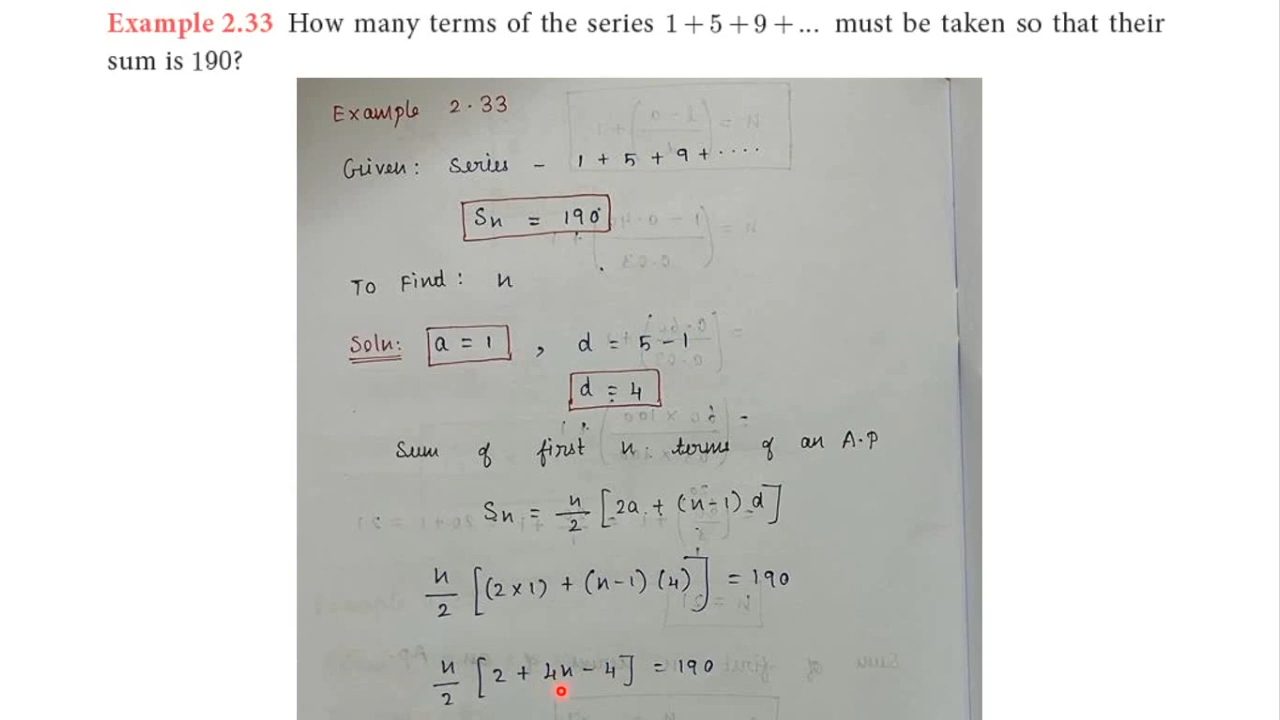 Example 2.33 How many terms of the series 1 + 5 + 9 + ... must be taken so that their
sum is 190?
Example 2.33
Given: Series - 1 + 5 + 9 + ....
Sn = 190
To Find: n
Soln: a = 1 , d = 5 - 1
d = 4
Sum of first n terms of an A.P
Sn = n/2 [2a + (n-1) d]
n/2 [(2 x 1) + (n-1) (4)] = 190
n/2 [2 + 4n - 4] = 190